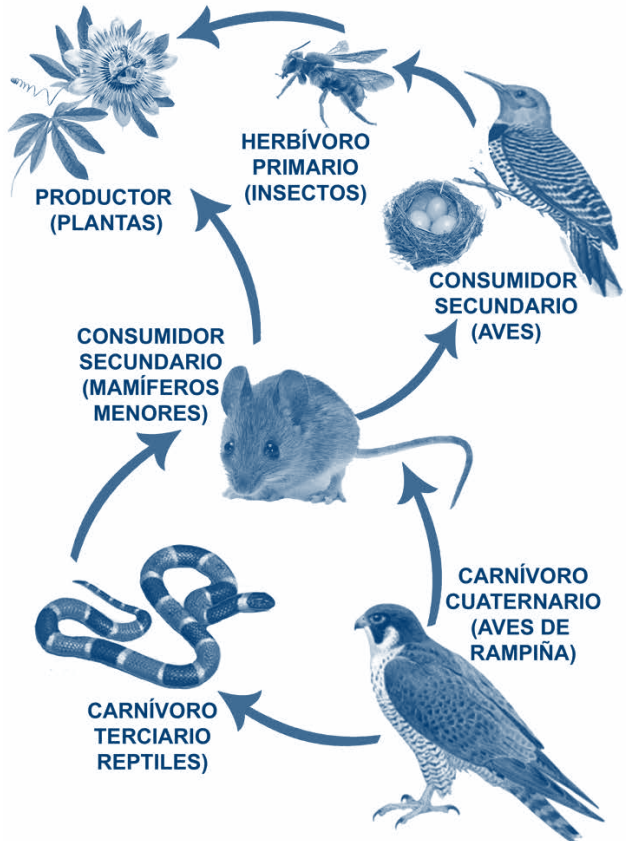 HERBÍVORO
PRIMARIO
(INSECTOS)
PRODUCTOR
(PLANTAS)
CONSUMIDOR
SECUNDARIO
(AVES)
CONSUMIDOR
SECUNDARIO
(MAMÍFEROS
MENORES)
CARNÍVORO
CUATERNARIO
(AVES DE
RAMPIÑA)
CARNÍVORO
TERCIARIO
REPTILES)